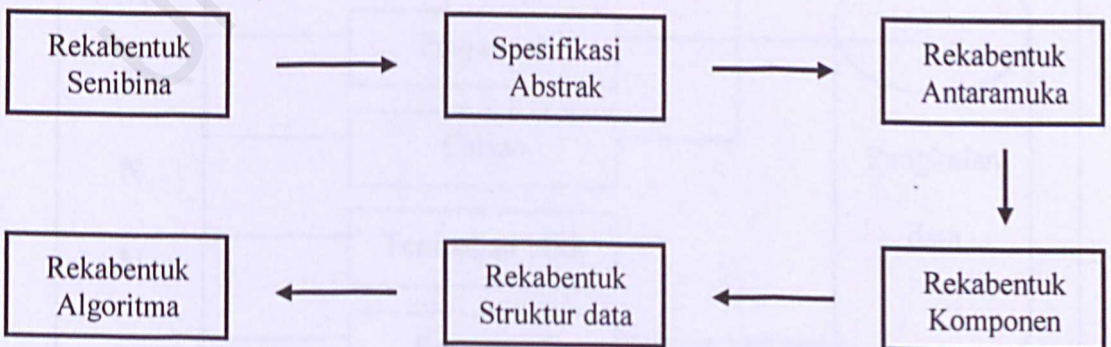 Rekabentuk
Senibina
Spesifikasi
Abstrak
Rekabentuk
Antaramuka
Rekabentuk
Komponen
Rekabentuk
Struktur data
Rekabentuk
Algoritma